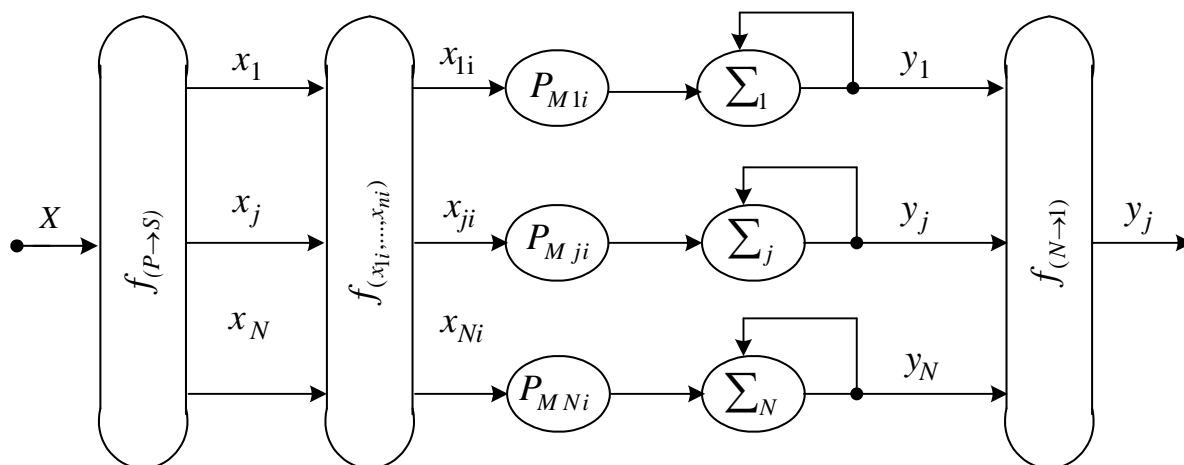 X
f(P→S)
x1
xj
xN
f(x1i,...,xni)
x1i
xji
xNi
PM1i
PMji
PMNi
∑1
∑j
∑N
y1
yj
yN
f(N→1)
yj